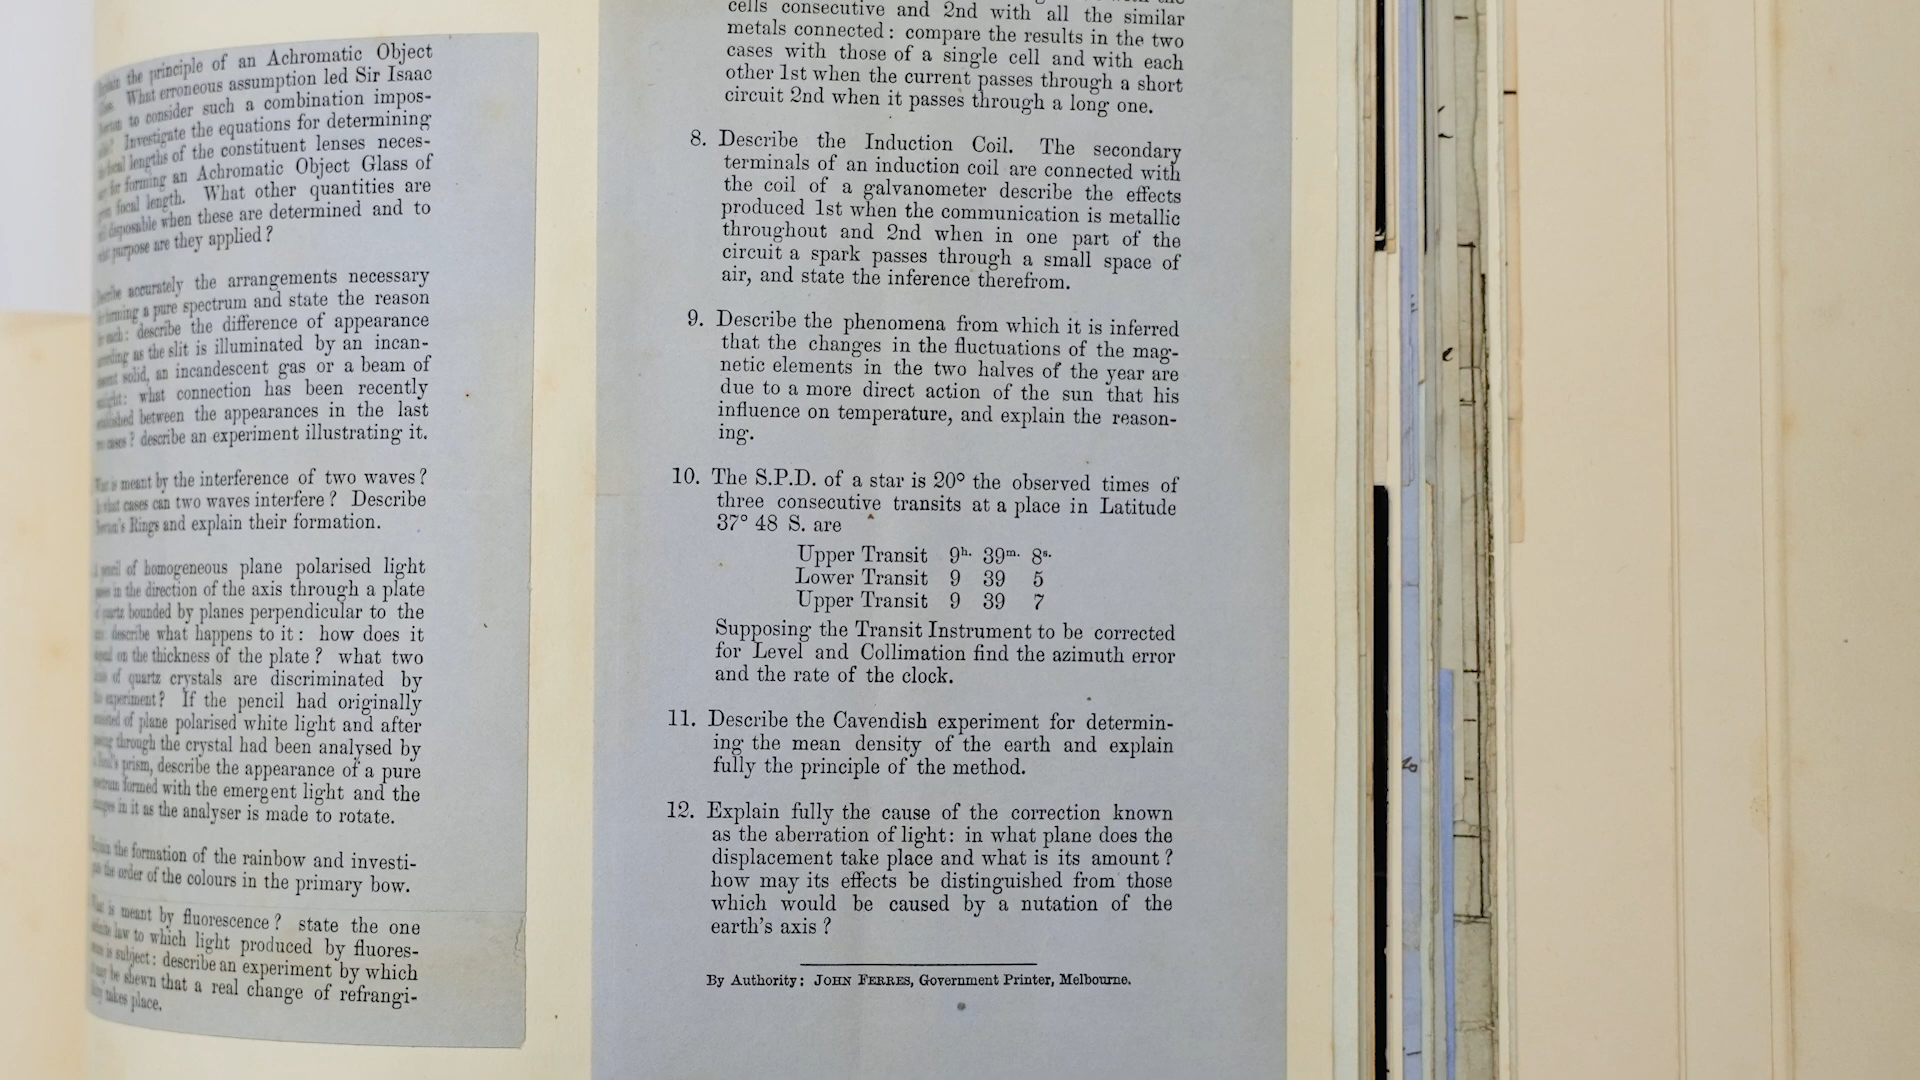 the principle of an Achromatic Object
What erroneous assumption led Sir Isaac
to consider such a combination impos-
Investigate the equations for determining
lengths of the constituent lenses neces-
for forming an Achromatic Object Glass of
focal length. What other quantities are
disposable when these are determined and to
purpose are they applied?
accurately the arrangements necessary
forming a pure spectrum and state the reason
each: describe the difference of appearance
as the slit is illuminated by an incan-
solid, an incandescent gas or a beam of
what connection has been recently
between the appearances in the last
cases? describe an experiment illustrating it.
is meant by the interference of two waves?
what cases can two waves interfere? Describe
Rings and explain their formation.
of homogeneous plane polarised light
in the direction of the axis through a plate
quartz bounded by planes perpendicular to the
describe what happens to it: how does it
on the thickness of the plate? what two
of quartz crystals are discriminated by
experiment? If the pencil had originally
of plane polarised white light and after
through the crystal had been analysed by
prism, describe the appearance of a pure
formed with the emergent light and the
in it as the analyser is made to rotate.
the formation of the rainbow and investi-
the order of the colours in the primary bow.
is meant by fluorescence? state the one
law to which light produced by fluores-
is subject: describe an experiment by which
be shewn that a real change of refrangi-
takes place.
cells consecutive and 2nd with all the similar
metals connected: compare the results in the two
cases with those of a single cell and with each
other 1st when the current passes through a short
circuit 2nd when it passes through a long one.
8. Describe the Induction Coil. The secondary
terminals of an induction coil are connected with
the coil of a galvanometer describe the effects
produced 1st when the communication is metallic
throughout and 2nd when in one part of the
circuit a spark passes through a small space of
air, and state the inference therefrom.
9. Describe the phenomena from which it is inferred
that the changes in the fluctuations of the mag-
netic elements in the two halves of the year are
due to a more direct action of the sun that his
influence on temperature, and explain the reason-
ing.
10. The S.P.D. of a star is 20° the observed times of
three consecutive transits at a place in Latitude
37° 48 S. are
Upper Transit 9h. 39m. 8s.
Lower Transit 9 39 5
Upper Transit 9 39 7
Supposing the Transit Instrument to be corrected
for Level and Collimation find the azimuth error
and the rate of the clock.
11. Describe the Cavendish experiment for determin-
ing the mean density of the earth and explain
fully the principle of the method.
12. Explain fully the cause of the correction known
as the aberration of light: in what plane does the
displacement take place and what is its amount?
how may its effects be distinguished from those
which would be caused by a nutation of the
earth's axis?
By Authority: JOHN FERRES, Government Printer, Melbourne.